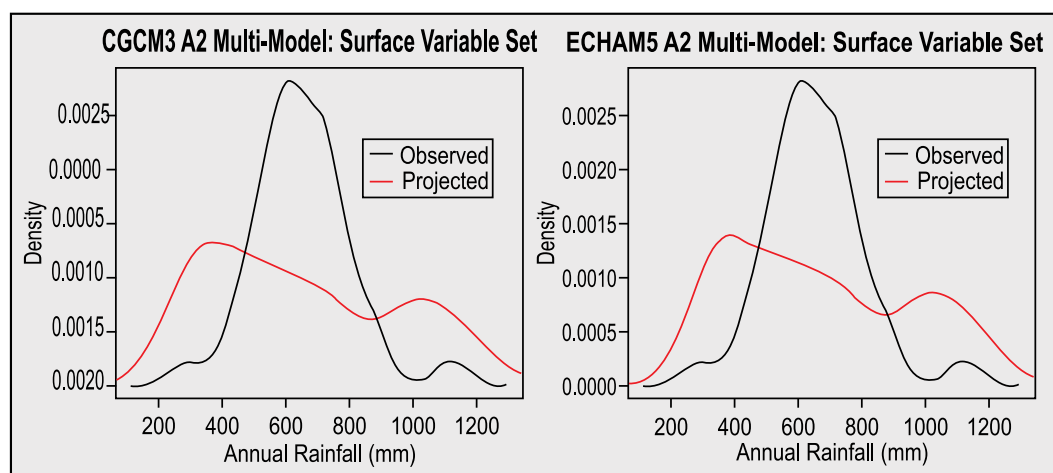 CGCM3 A2 Multi-Model: Surface Variable Set
0.0025
0.0000
0.0005
0.0010
0.0015
0.0020
Density
Observed
Projected
200 400 600 800 1000 1200
Annual Rainfall (mm)
ECHAM5 A2 Multi-Model: Surface Variable Set
0.0025
0.0020
0.0015
0.0010
0.0005
0.0000
Density
Observed
Projected
200 400 600 800 1000 1200
Annual Rainfall (mm)